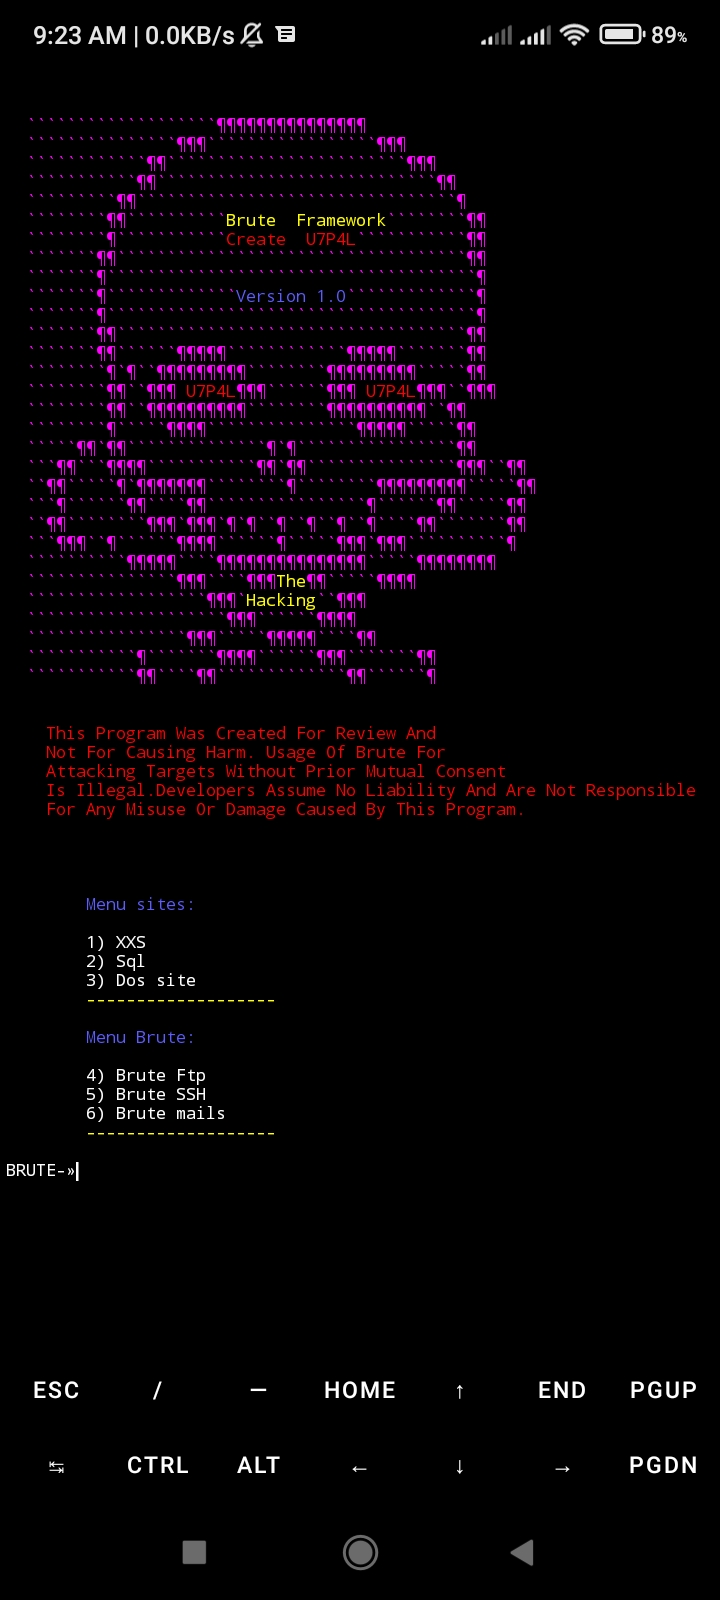 9:23 AM | 0.0KB/s 89%
Brute Framework
Create U7P4L
Version 1.0
U7P4L U7P4L
The
Hacking
This Program Was Created For Review And
Not For Causing Harm. Usage Of Brute For
Attacking Targets Without Prior Mutual Consent
Is Illegal.Developers Assume No Liability And Are Not Responsible
For Any Misuse Or Damage Caused By This Program.
Menu sites:
1) XXS
2) Sql
3) Dos site
-------------------
Menu Brute:
4) Brute Ftp
5) Brute SSH
6) Brute mails
-------------------
BRUTE-»
ESC / — HOME ↑ END PGUP
↹ CTRL ALT ← ↓ → PGDN